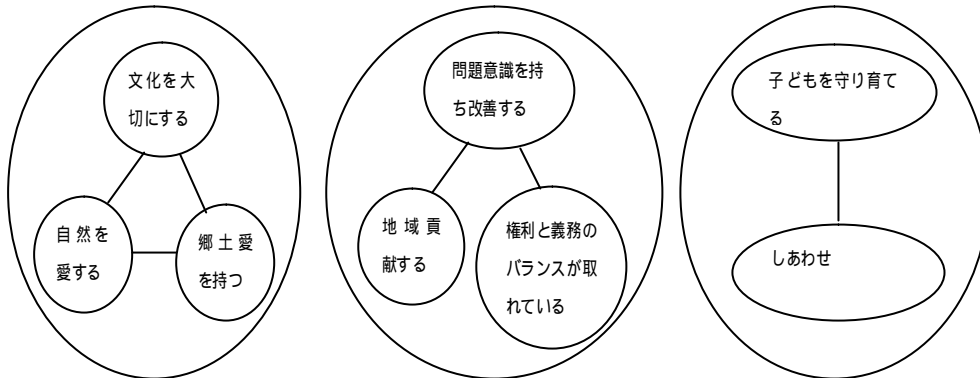 文化を大
切にする
自然を
愛する
郷土愛
を持つ
問題意識を持
ち改善する
地域貢
献する
権利と義務の
バランスが取
れている
子どもを守り育て
る
しあわせ